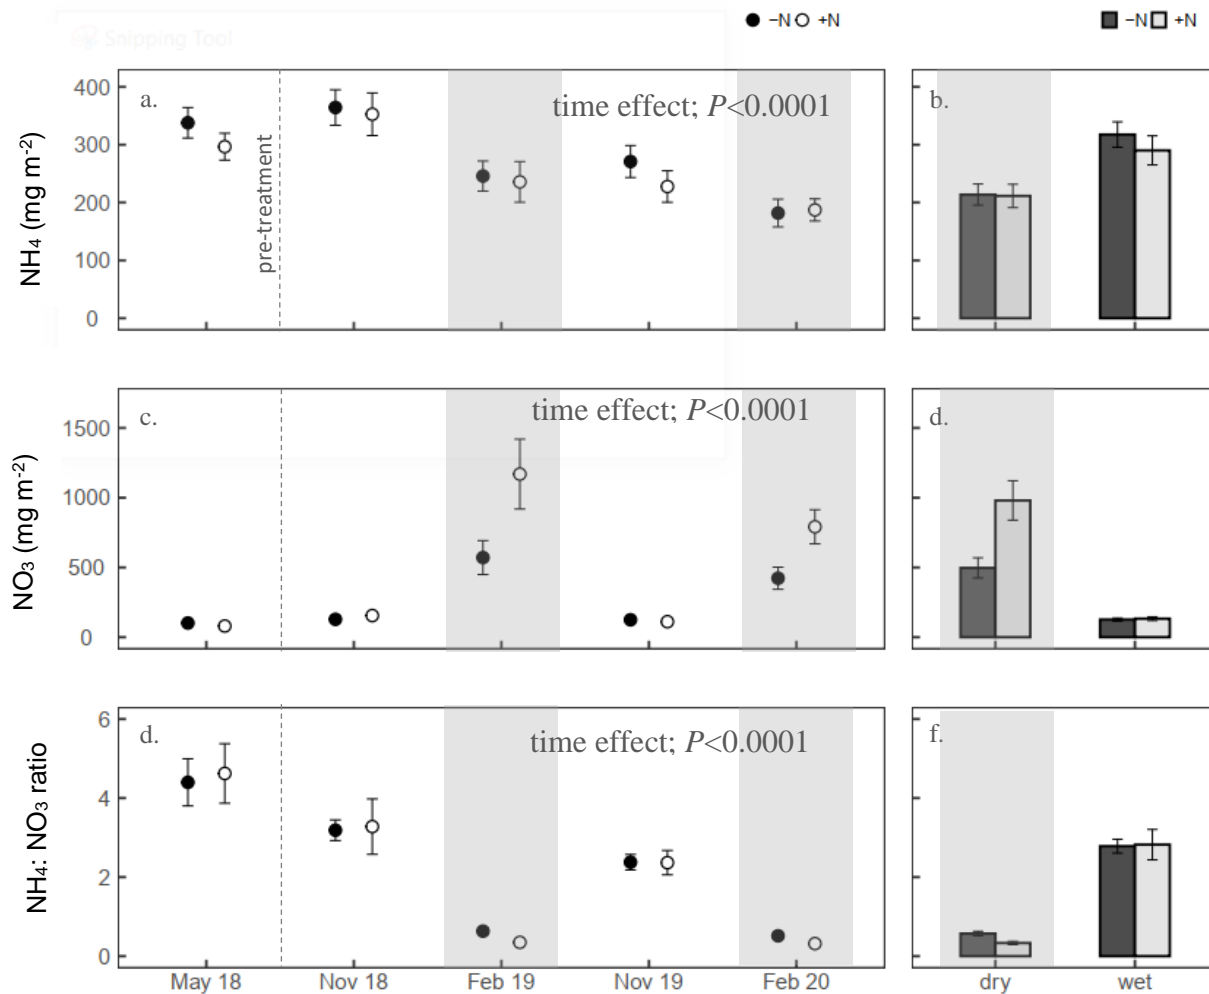 −N +N −N +N
Snipping Tool
NH₄ (mg m⁻²)
400
300
200
100
0
a.
pre-treatment
time effect; P<0.0001
b.
NO₃ (mg m⁻²)
1500
1000
500
0
c.
time effect; P<0.0001
d.
NH₄: NO₃ ratio
6
4
2
0
d.
time effect; P<0.0001
f.
May 18 Nov 18 Feb 19 Nov 19 Feb 20 dry wet